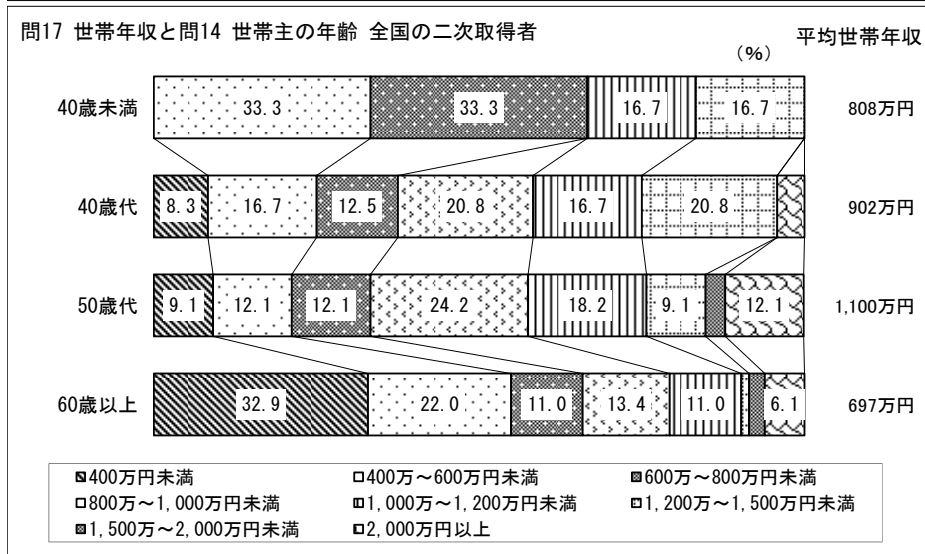 問17 世帯年収と問14 世帯主の年齢 全国の二次取得者
平均世帯年収
（%）
40歳未満 33.3 33.3 16.7 16.7 808万円
40歳代 8.3 16.7 12.5 20.8 16.7 20.8 902万円
50歳代 9.1 12.1 12.1 24.2 18.2 9.1 12.1 1,100万円
60歳以上 32.9 22.0 11.0 13.4 11.0 6.1 697万円
400万円未満 400万～600万円未満 600万～800万円未満
800万～1,000万円未満 1,000万～1,200万円未満 1,200万～1,500万円未満
1,500万～2,000万円未満 2,000万円以上